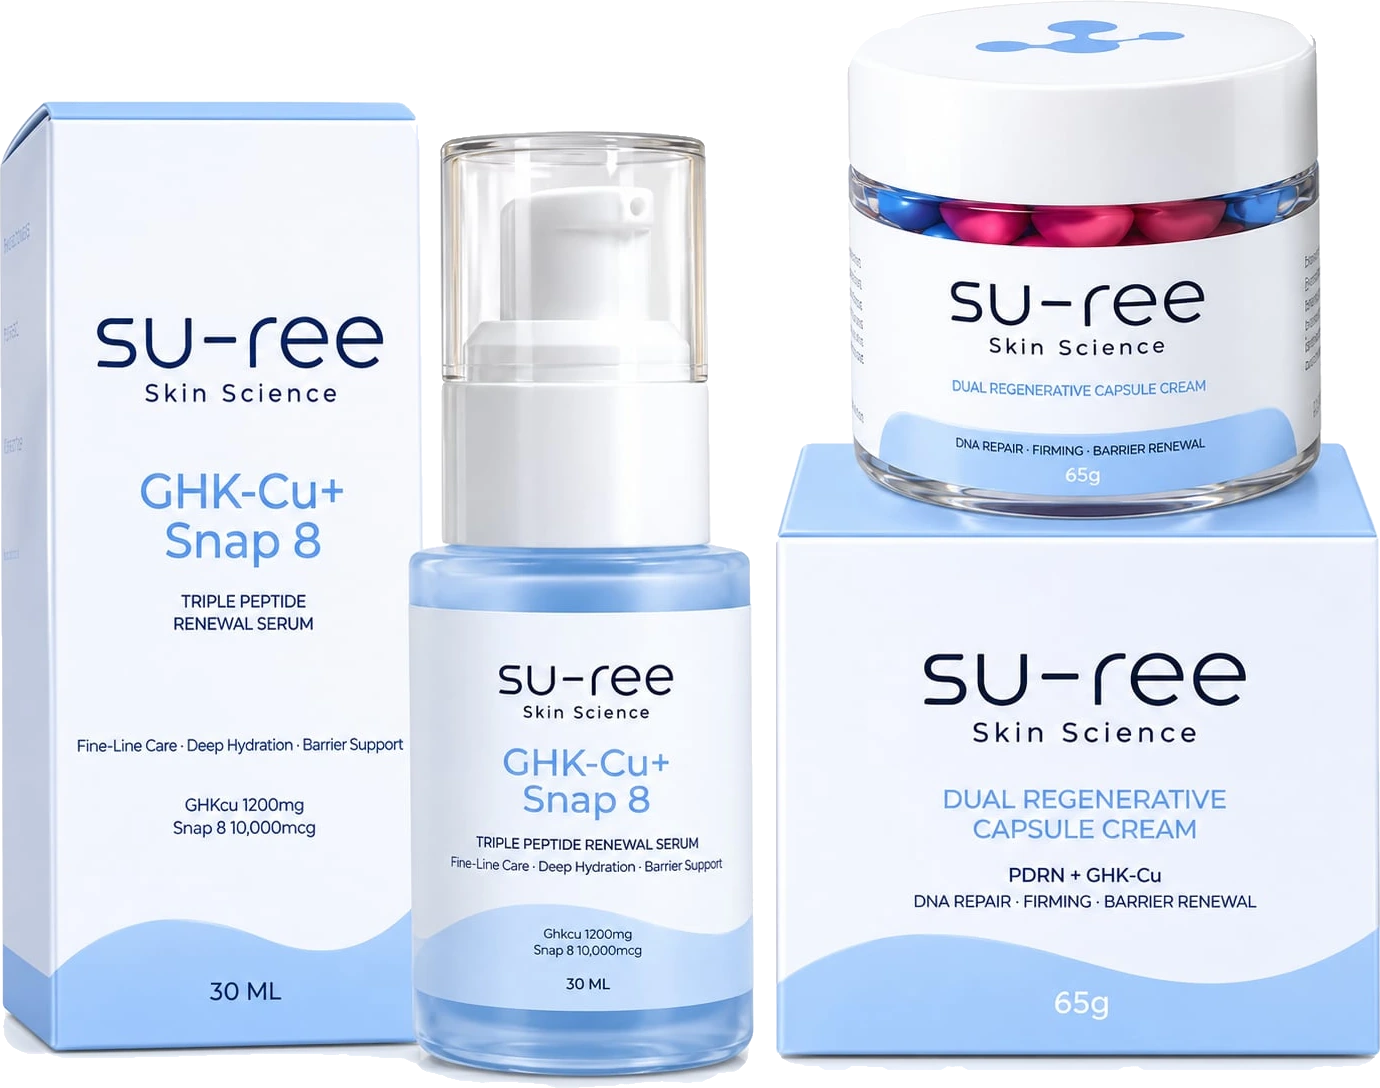 su-ree
Skin Science
GHK-Cu+
Snap 8
TRIPLE PEPTIDE
RENEWAL SERUM
Fine-Line Care · Deep Hydration · Barrier Support
GHKcu 1200mg
Snap 8 10,000mcg
30 ML
su-ree
Skin Science
GHK-Cu+
Snap 8
TRIPLE PEPTIDE RENEWAL SERUM
Fine-Line Care · Deep Hydration · Barrier Support
Ghkcu 1200mg
Snap 8 10,000mcg
30 ML
su-ree
Skin Science
DUAL REGENERATIVE CAPSULE CREAM
DNA REPAIR · FIRMING · BARRIER RENEWAL
65g
su-ree
Skin Science
DUAL REGENERATIVE
CAPSULE CREAM
PDRN + GHK-Cu
DNA REPAIR · FIRMING · BARRIER RENEWAL
65g